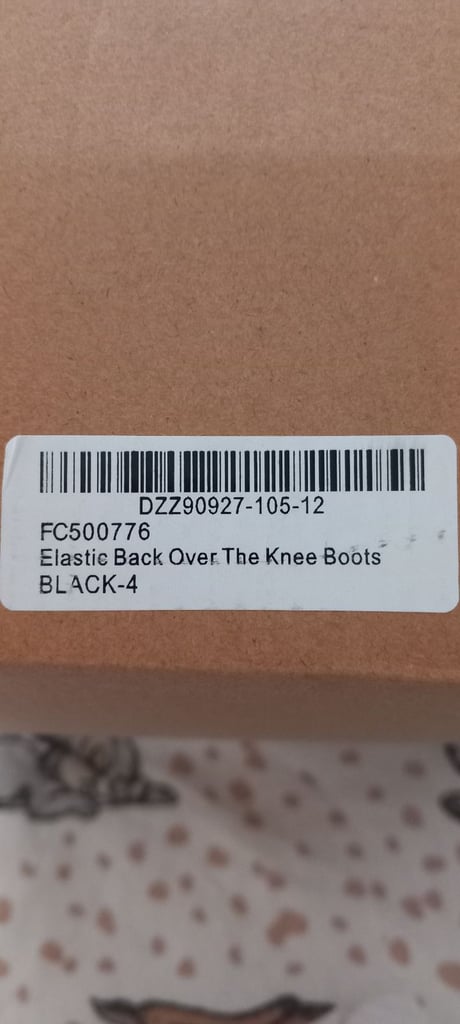 DZZ90927-105-12
FC500776
Elastic Back Over The Knee Boots
BLACK-4